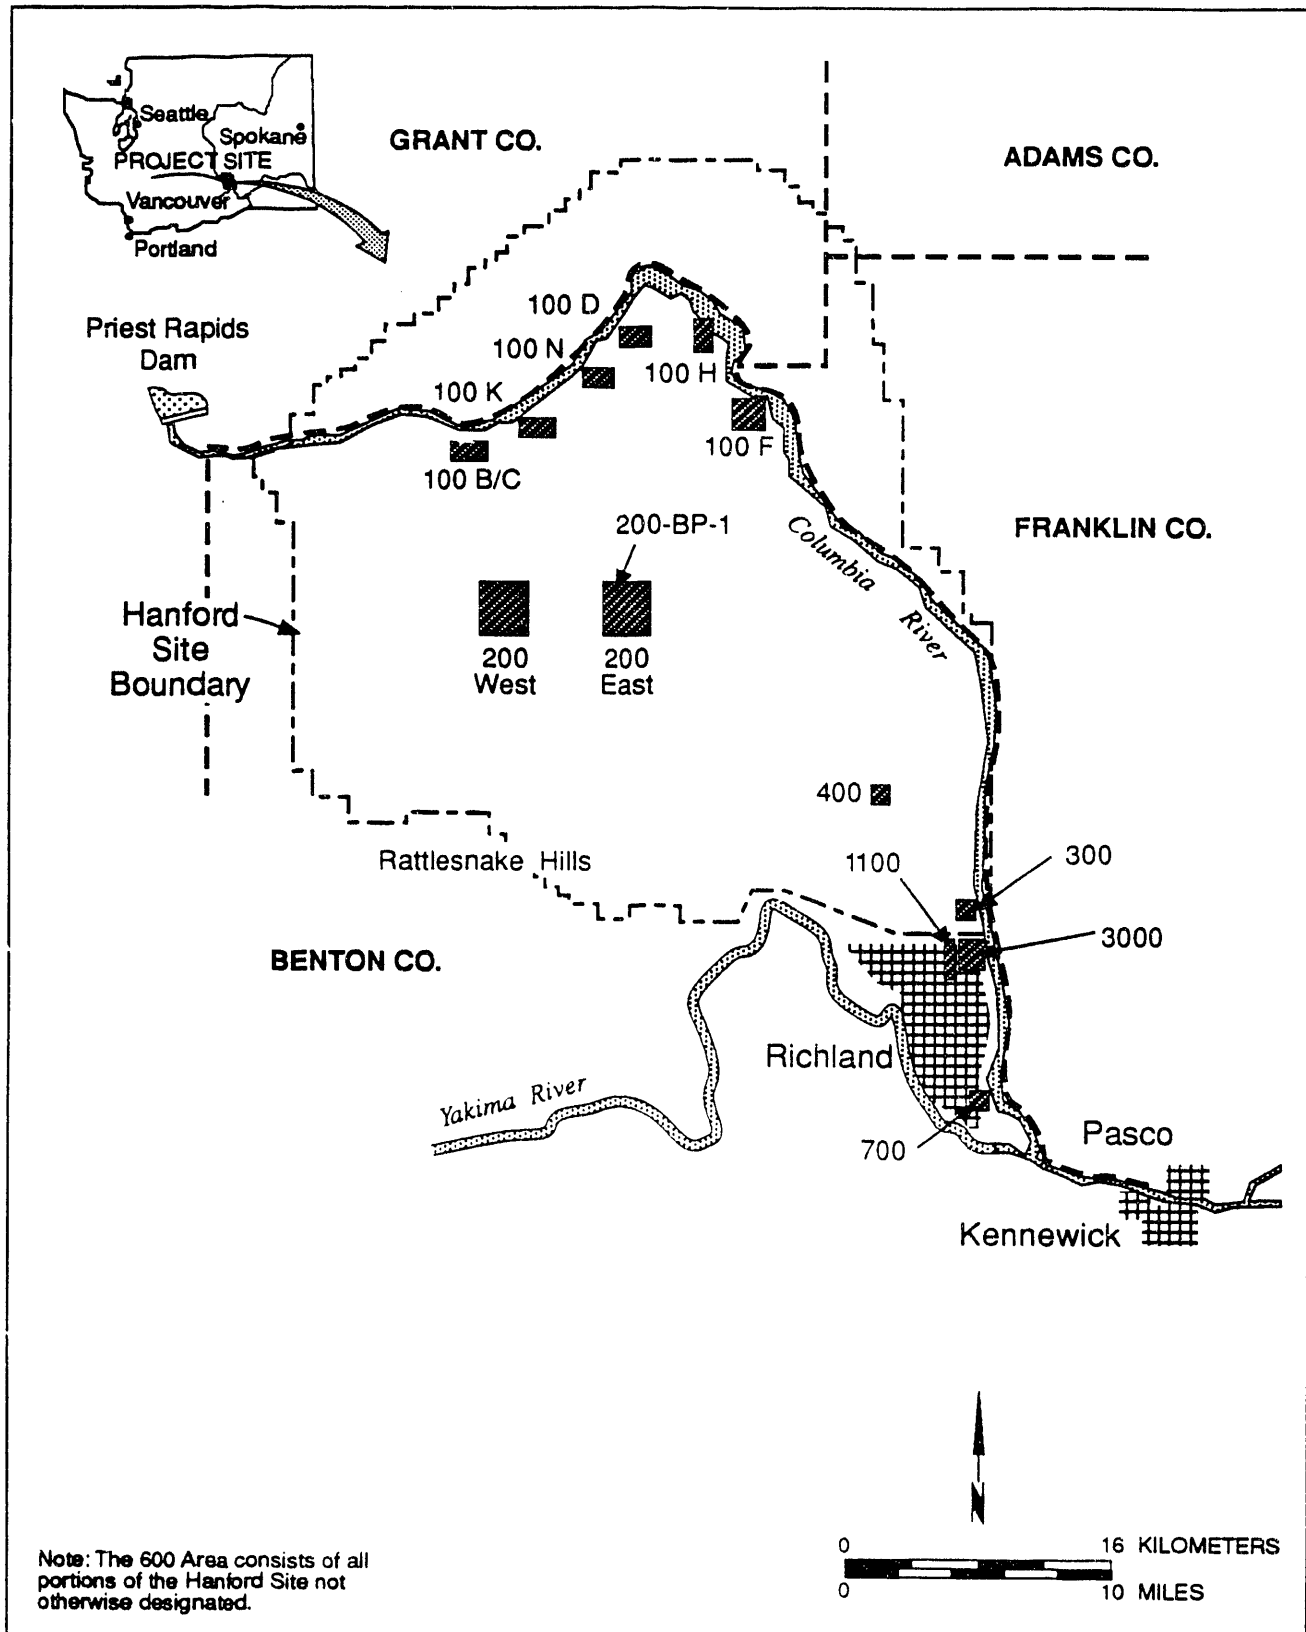 Seattle
Spokane
PROJECT SITE
Vancouver
Portland
GRANT CO.
ADAMS CO.
Priest Rapids
Dam
100 D
100 N
100 K
100 H
100 F
100 B/C
200-BP-1
FRANKLIN CO.
Columbia
River
Hanford
Site
Boundary
200
West
200
East
400
Rattlesnake Hills
1100
300
3000
BENTON CO.
Richland
Yakima River
700
Pasco
Kennewick
N
0 16 KILOMETERS
0 10 MILES
Note: The 600 Area consists of all
portions of the Hanford Site not
otherwise designated.